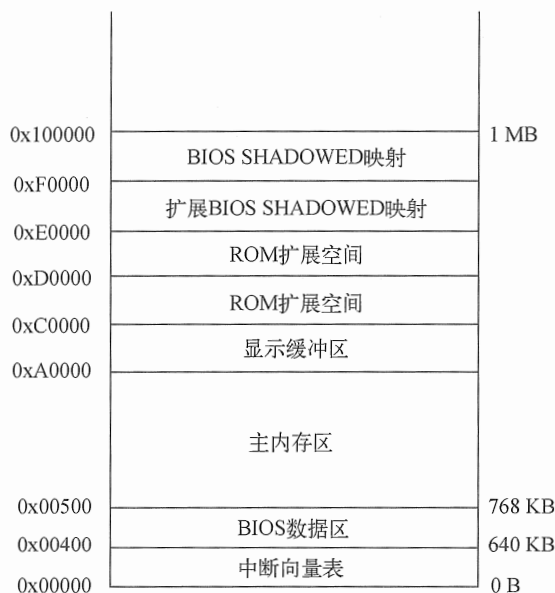 0x100000
1 MB
BIOS SHADOWED映射
0xF0000
扩展BIOS SHADOWED映射
0xE0000
ROM扩展空间
0xD0000
ROM扩展空间
0xC0000
显示缓冲区
0xA0000
主内存区
0x00500
768 KB
BIOS数据区
0x00400
640 KB
中断向量表
0x00000
0 B